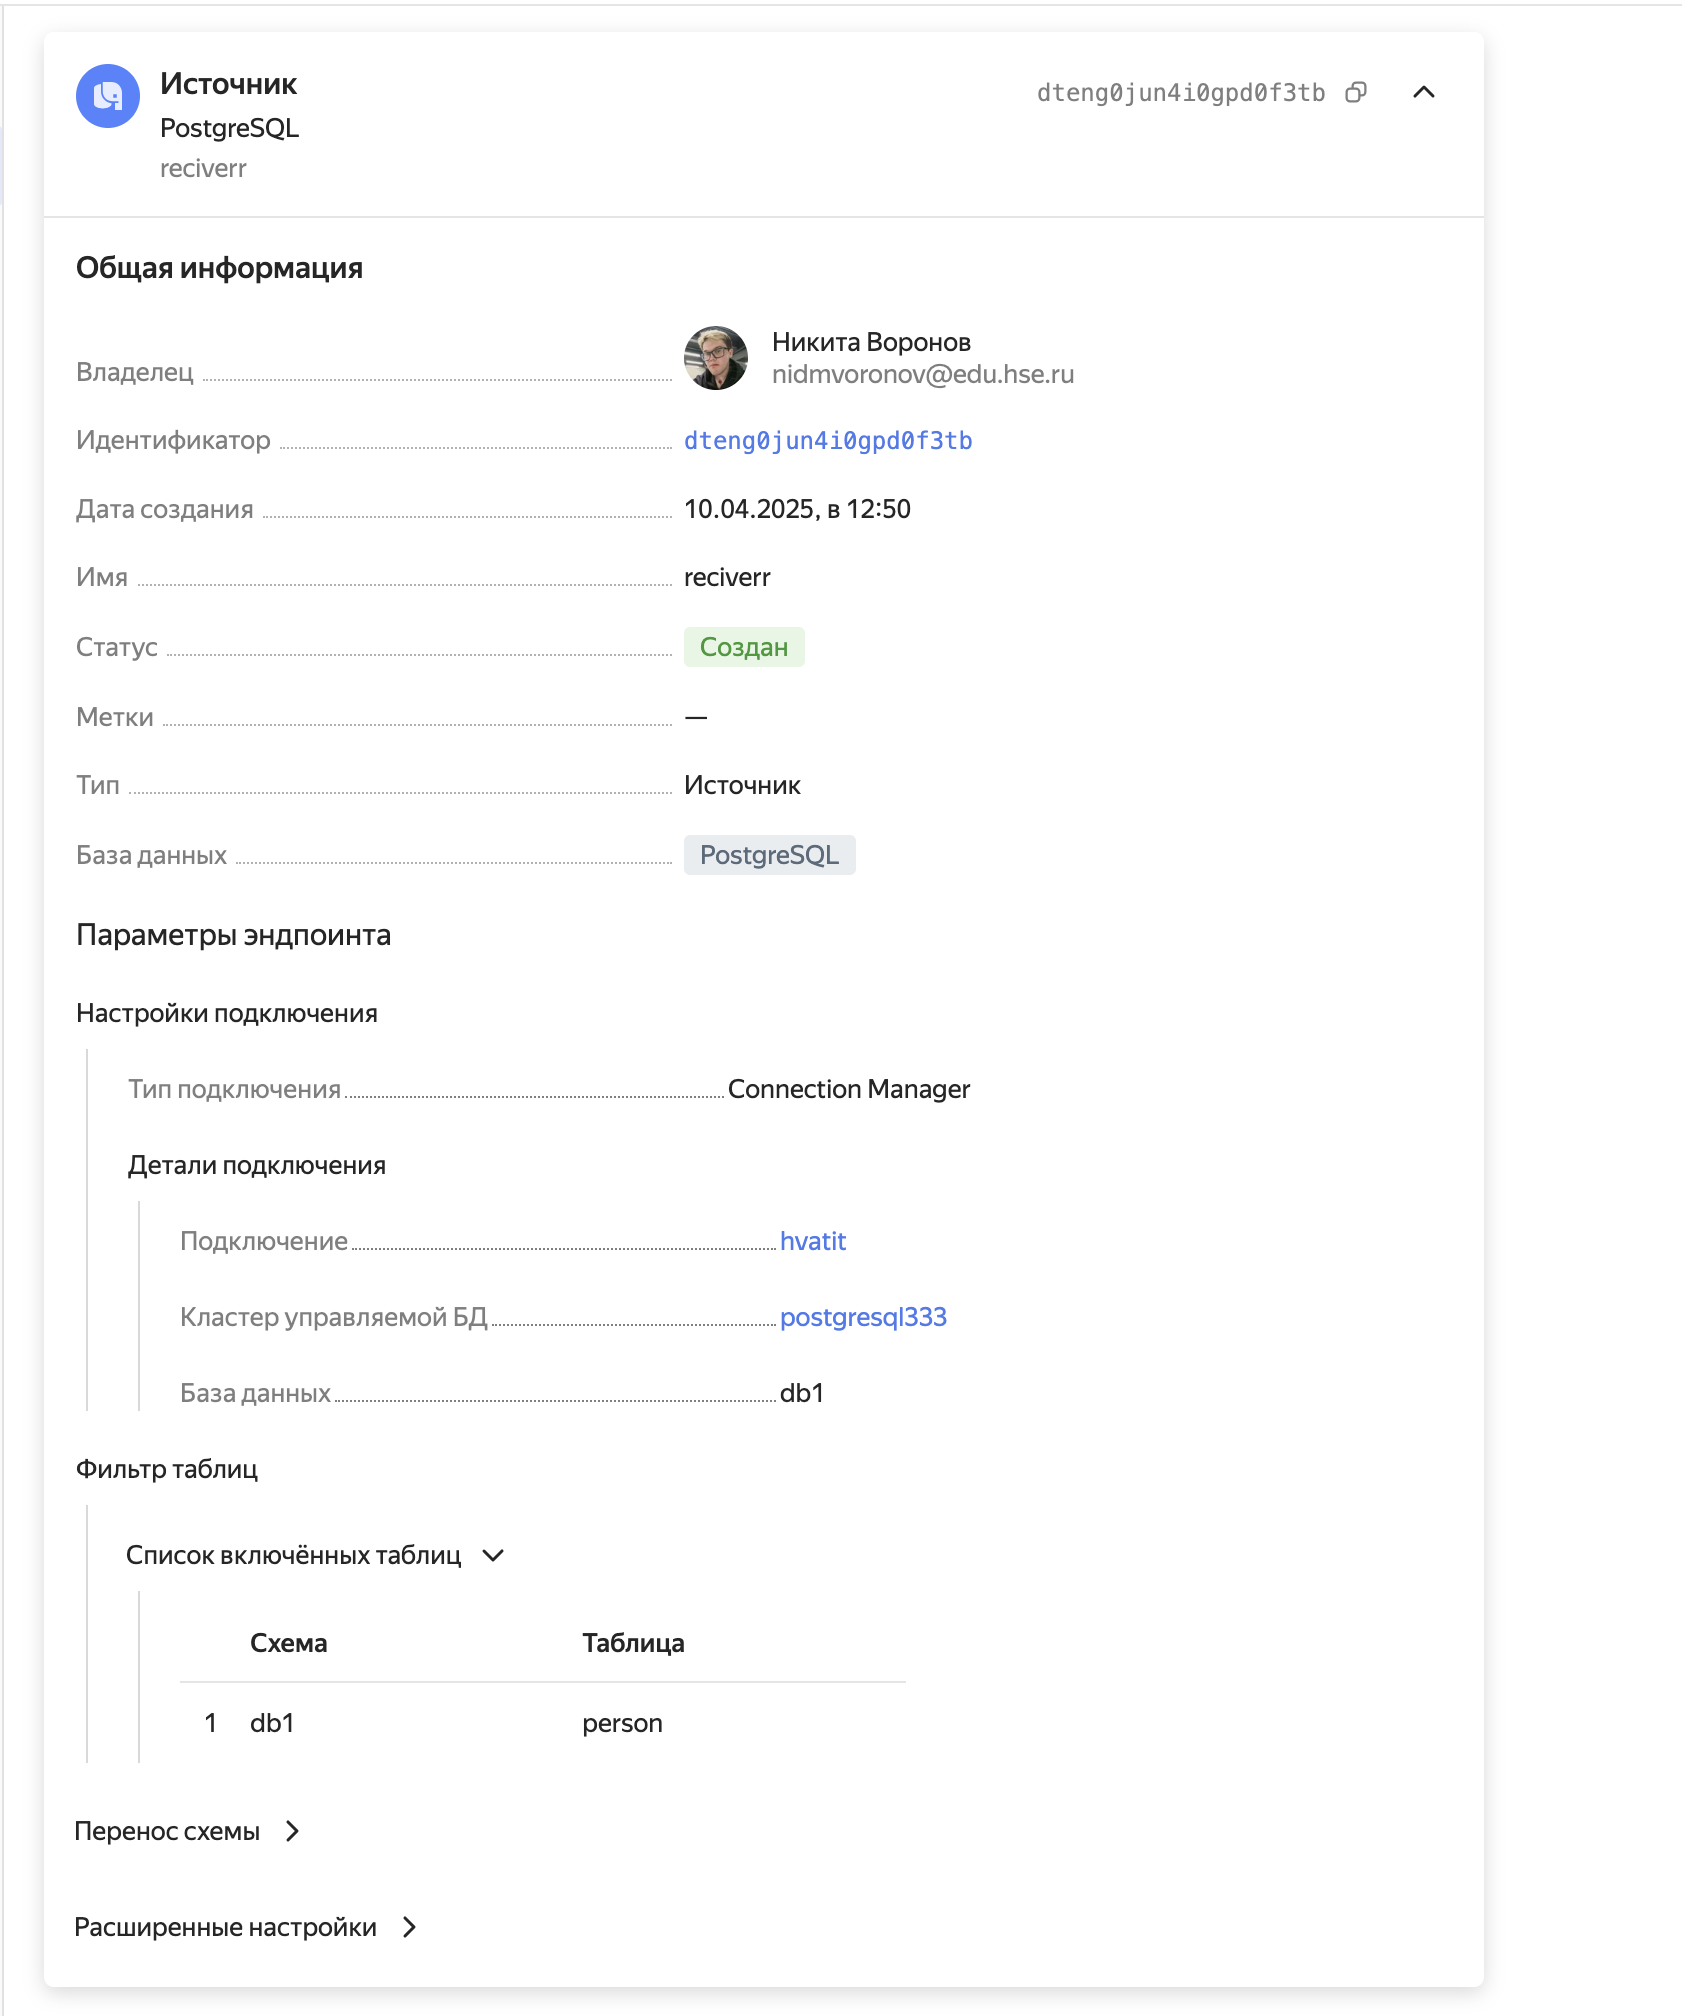 Источник
PostgreSQL
reciverr
dteng0jun4i0gpd0f3tb
Общая информация
Владелец
Никита Воронов
nidmvoronov@edu.hse.ru
Идентификатор dteng0jun4i0gpd0f3tb
Дата создания 10.04.2025, в 12:50
Имя reciverr
Статус Создан
Метки —
Тип Источник
База данных PostgreSQL
Параметры эндпоинта
Настройки подключения
Тип подключения Connection Manager
Детали подключения
Подключение hvatit
Кластер управляемой БД postgresql333
База данных db1
Фильтр таблиц
Список включённых таблиц
Схема Таблица
1 db1 person
Перенос схемы
Расширенные настройки